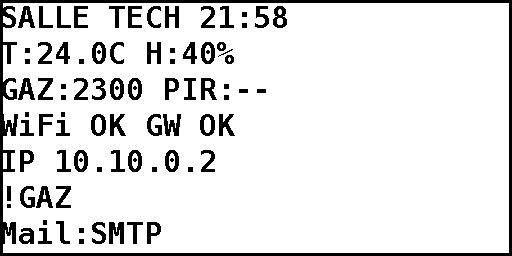 SALLE TECH 21:58
T:24.0C H:40%
GAZ:2300 PIR:--
WiFi OK GW OK
IP 10.10.0.2
!GAZ
Mail:SMTP